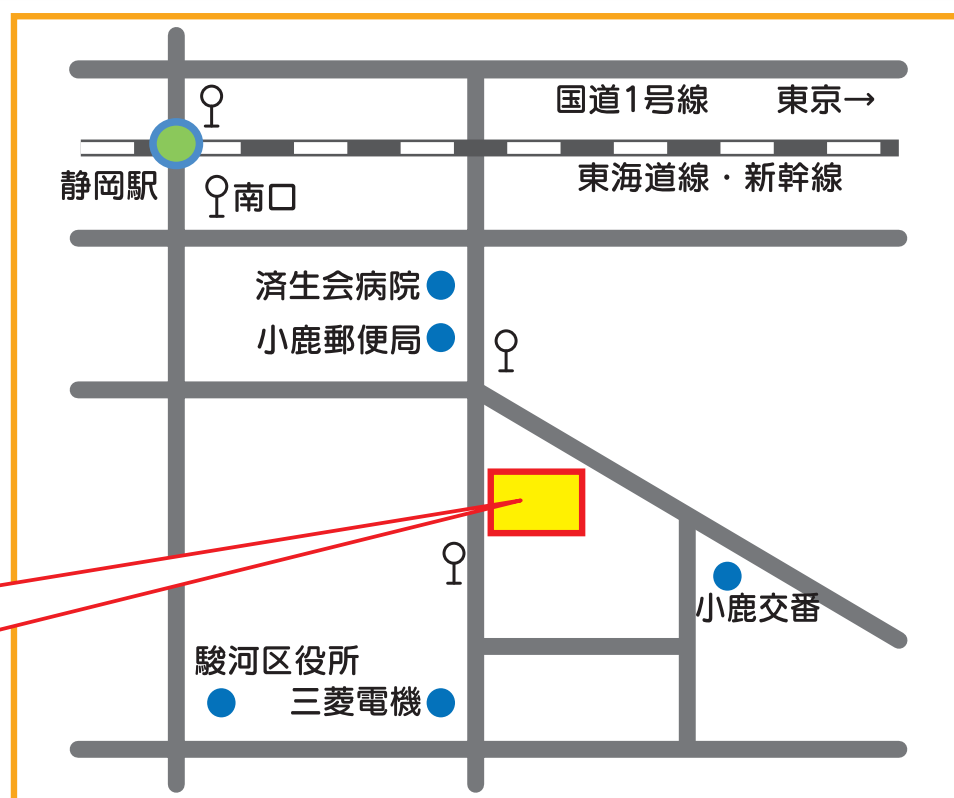 国道1号線
東京→
静岡駅
東海道線・新幹線
南口
済生会病院
小鹿郵便局
小鹿交番
駿河区役所
三菱電機